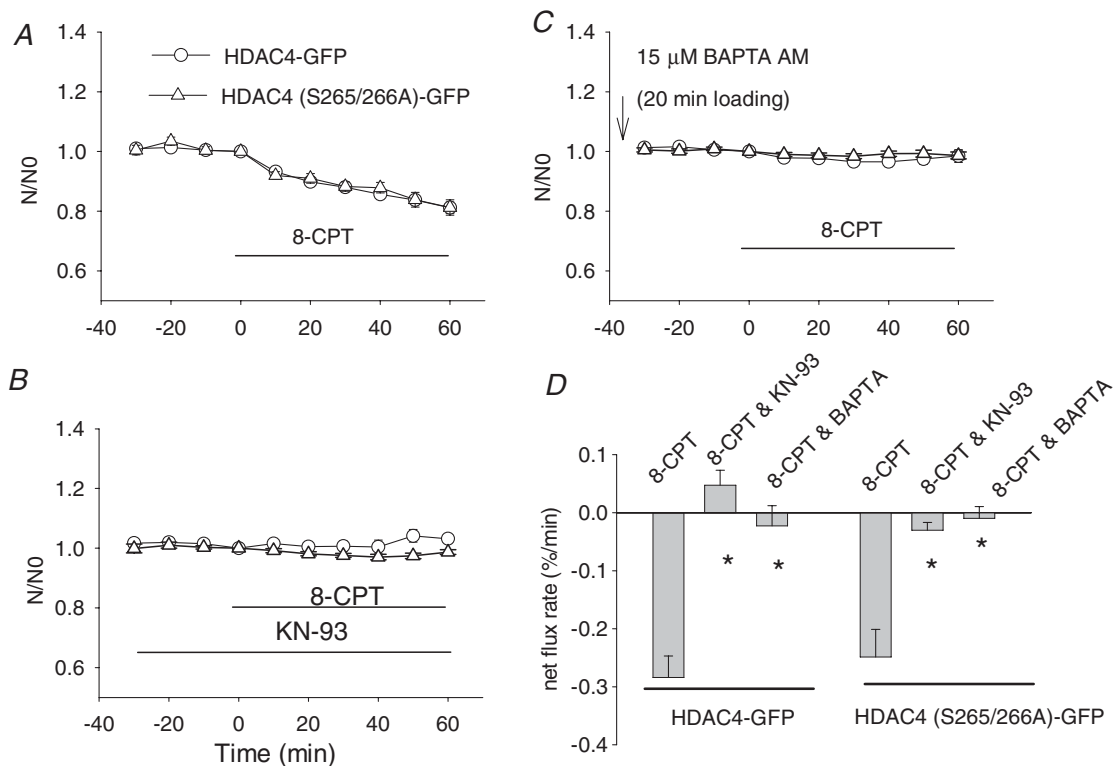 A
1.4
1.2
1.0
0.8
0.6
N/N0
HDAC4-GFP
HDAC4 (S265/266A)-GFP
8-CPT
-40 -20 0 20 40 60
B
1.4
1.2
1.0
0.8
0.6
N/N0
8-CPT
KN-93
-40 -20 0 20 40 60
Time (min)
C
1.4
1.2
1.0
0.8
0.6
N/N0
15 μM BAPTA AM
(20 min loading)
8-CPT
-40 -20 0 20 40 60
D
8-CPT
8-CPT & KN-93
8-CPT & BAPTA
8-CPT
8-CPT & KN-93
8-CPT & BAPTA
0.1
0.0
-0.1
-0.2
-0.3
-0.4
net flux rate (%/min)
* *
* *
HDAC4-GFP
HDAC4 (S265/266A)-GFP